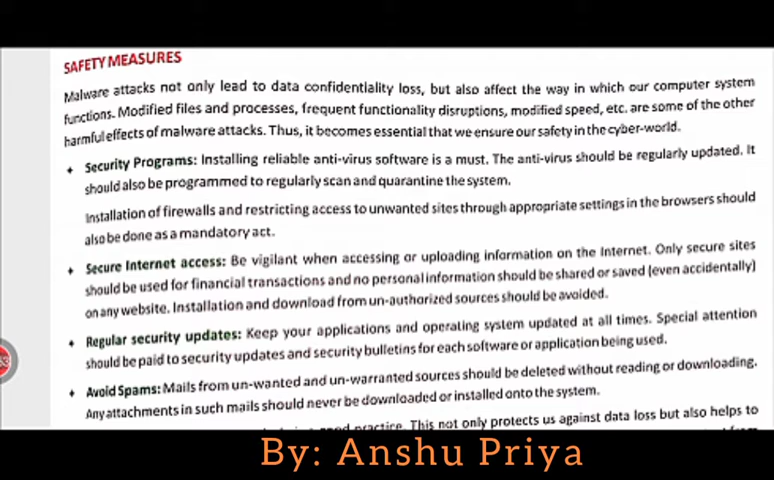 SAFETY MEASURES
Malware attacks not only lead to data confidentiality loss, but also affect the way in which our computer system
functions. Modified files and processes, frequent functionality disruptions, modified speed, etc. are some of the other
harmful effects of malware attacks. Thus, it becomes essential that we ensure our safety in the cyber-world.
♦ Security Programs: Installing reliable anti-virus software is a must. The anti-virus should be regularly updated. It
should also be programmed to regularly scan and quarantine the system.
Installation of firewalls and restricting access to unwanted sites through appropriate settings in the browsers should
also be done as a mandatory act.
♦ Secure Internet access: Be vigilant when accessing or uploading information on the Internet. Only secure sites
should be used for financial transactions and no personal information should be shared or saved (even accidentally)
on any website. Installation and download from un-authorized sources should be avoided.
♦ Regular security updates: Keep your applications and operating system updated at all times. Special attention
should be paid to security updates and security bulletins for each software or application being used.
♦ Avoid Spams: Mails from un-wanted and un-warranted sources should be deleted without reading or downloading.
Any attachments in such mails should never be downloaded or installed onto the system.
good practice. This not only protects us against data loss but also helps to
By: Anshu Priya